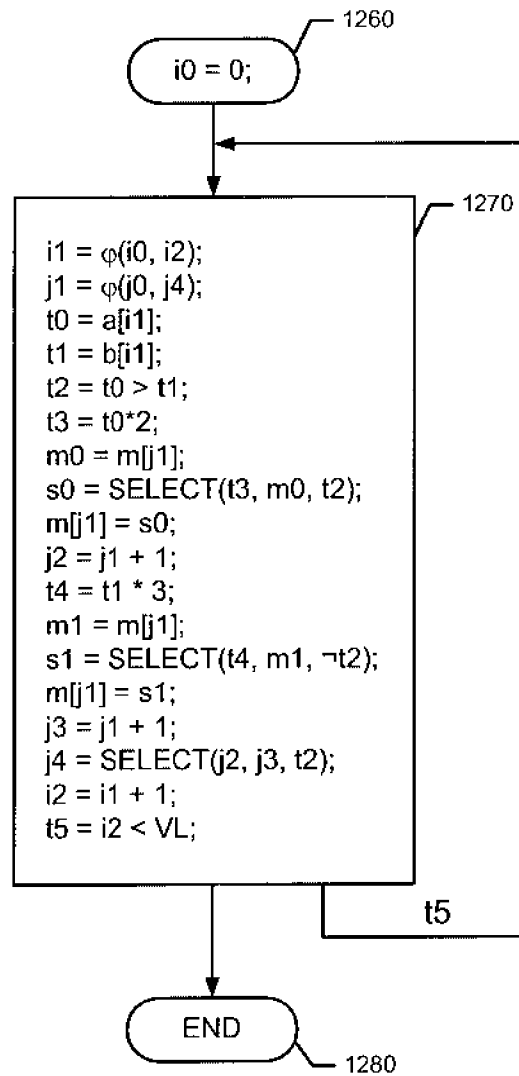 1260
i0 = 0;
1270
i1 = φ(i0, i2);
j1 = φ(j0, j4);
t0 = a[i1];
t1 = b[i1];
t2 = t0 > t1;
t3 = t0*2;
m0 = m[j1];
s0 = SELECT(t3, m0, t2);
m[j1] = s0;
j2 = j1 + 1;
t4 = t1 * 3;
m1 = m[j1];
s1 = SELECT(t4, m1, ¬t2);
m[j1] = s1;
j3 = j1 + 1;
j4 = SELECT(j2, j3, t2);
i2 = i1 + 1;
t5 = i2 < VL;
t5
END
1280